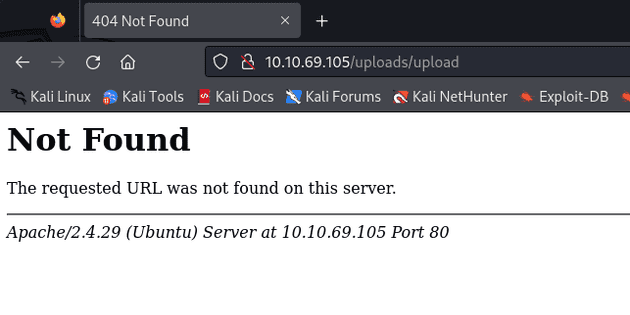 404 Not Found
10.10.69.105/uploads/upload
Kali Linux Kali Tools Kali Docs Kali Forums Kali NetHunter Exploit-DB
Not Found
The requested URL was not found on this server.
Apache/2.4.29 (Ubuntu) Server at 10.10.69.105 Port 80